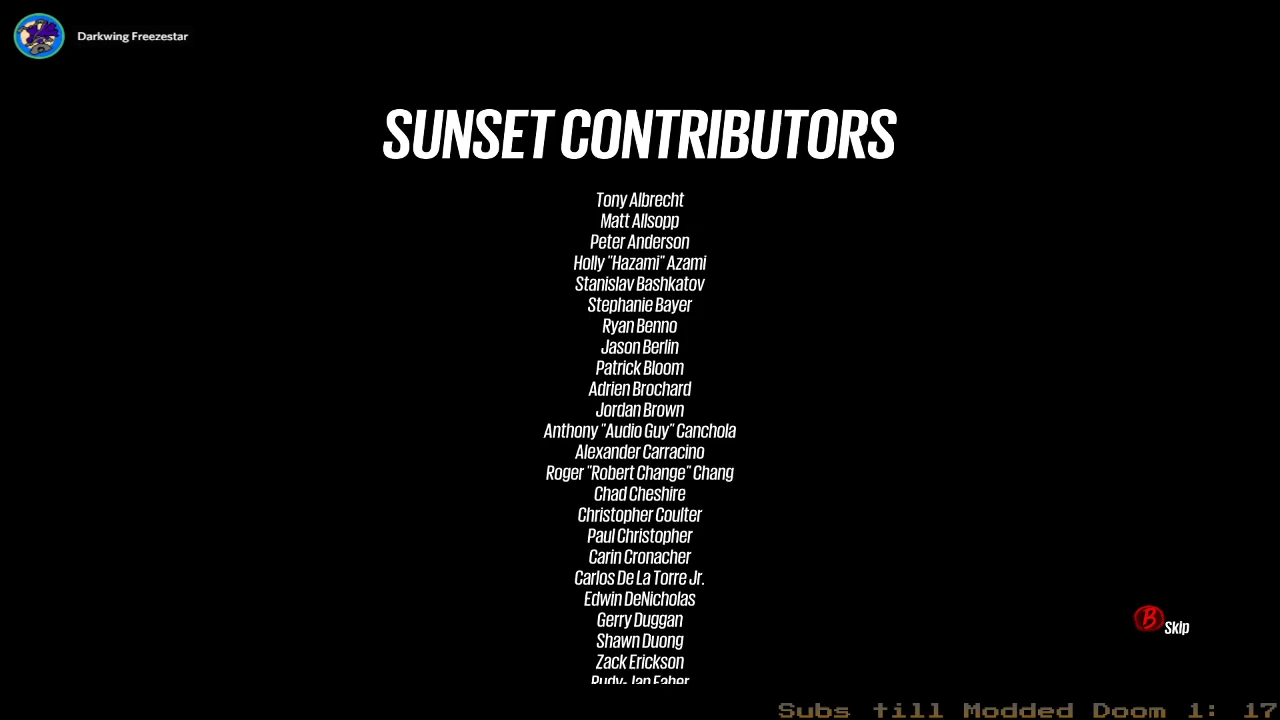 Darkwing Freezestar
SUNSET CONTRIBUTORS
Tony Albrecht
Matt Allsopp
Peter Anderson
Holly "Hazami" Azami
Stanislav Bashkatov
Stephanie Bayer
Ryan Benno
Jason Berlin
Patrick Bloom
Adrien Brochard
Jordan Brown
Anthony "Audio Guy" Canchola
Alexander Carracino
Roger "Robert Change" Chang
Chad Cheshire
Christopher Coulter
Paul Christopher
Carin Cronacher
Carlos De La Torre Jr.
Edwin DeNicholas
Gerry Duggan
Shawn Duong
Zack Erickson
Rudy-Jan Faber
B Skip
Subs till Modded Doom 1: 17